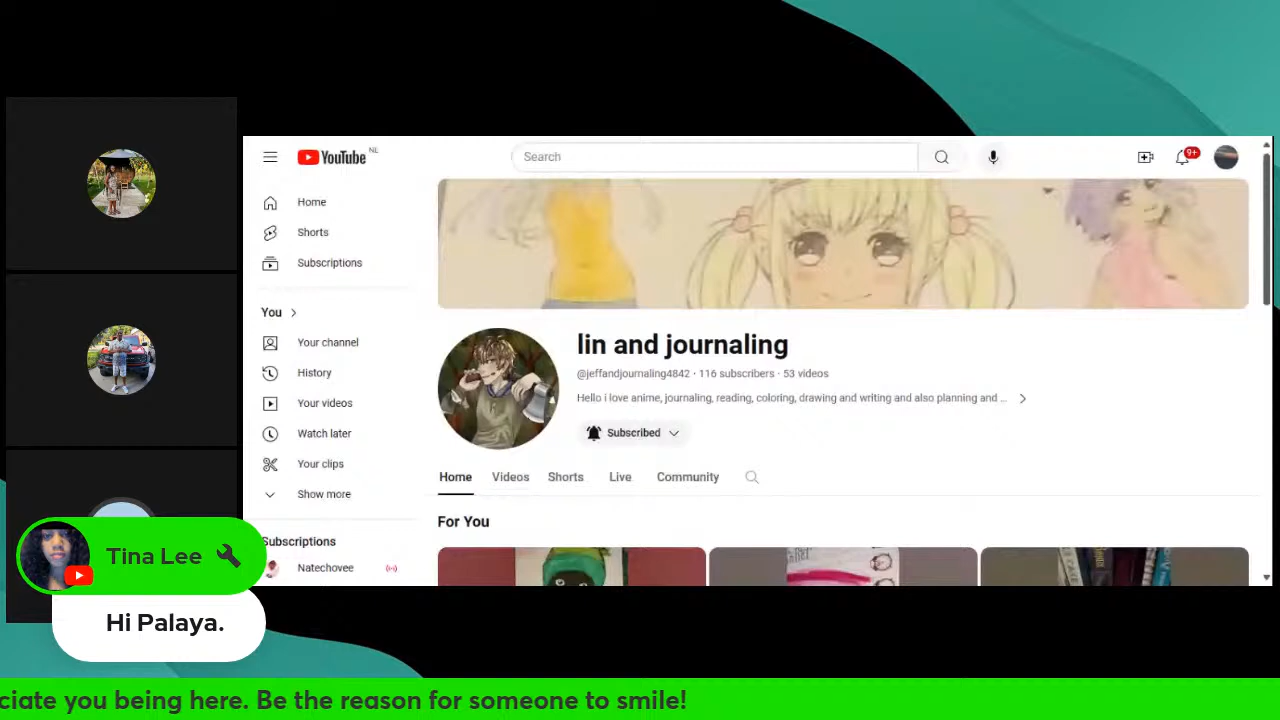 YouTube NL
Search
9+
Home
Shorts
Subscriptions
You
Your channel
History
Your videos
Watch later
Your clips
Show more
Subscriptions
Natechovee
lin and journaling
@jeffandjournaling4842 · 116 subscribers · 53 videos
Hello i love anime, journaling, reading, coloring, drawing and writing and also planning and ...
Subscribed
Home Videos Shorts Live Community
For You
Tina Lee
Hi Palaya.
ciate you being here. Be the reason for someone to smile!